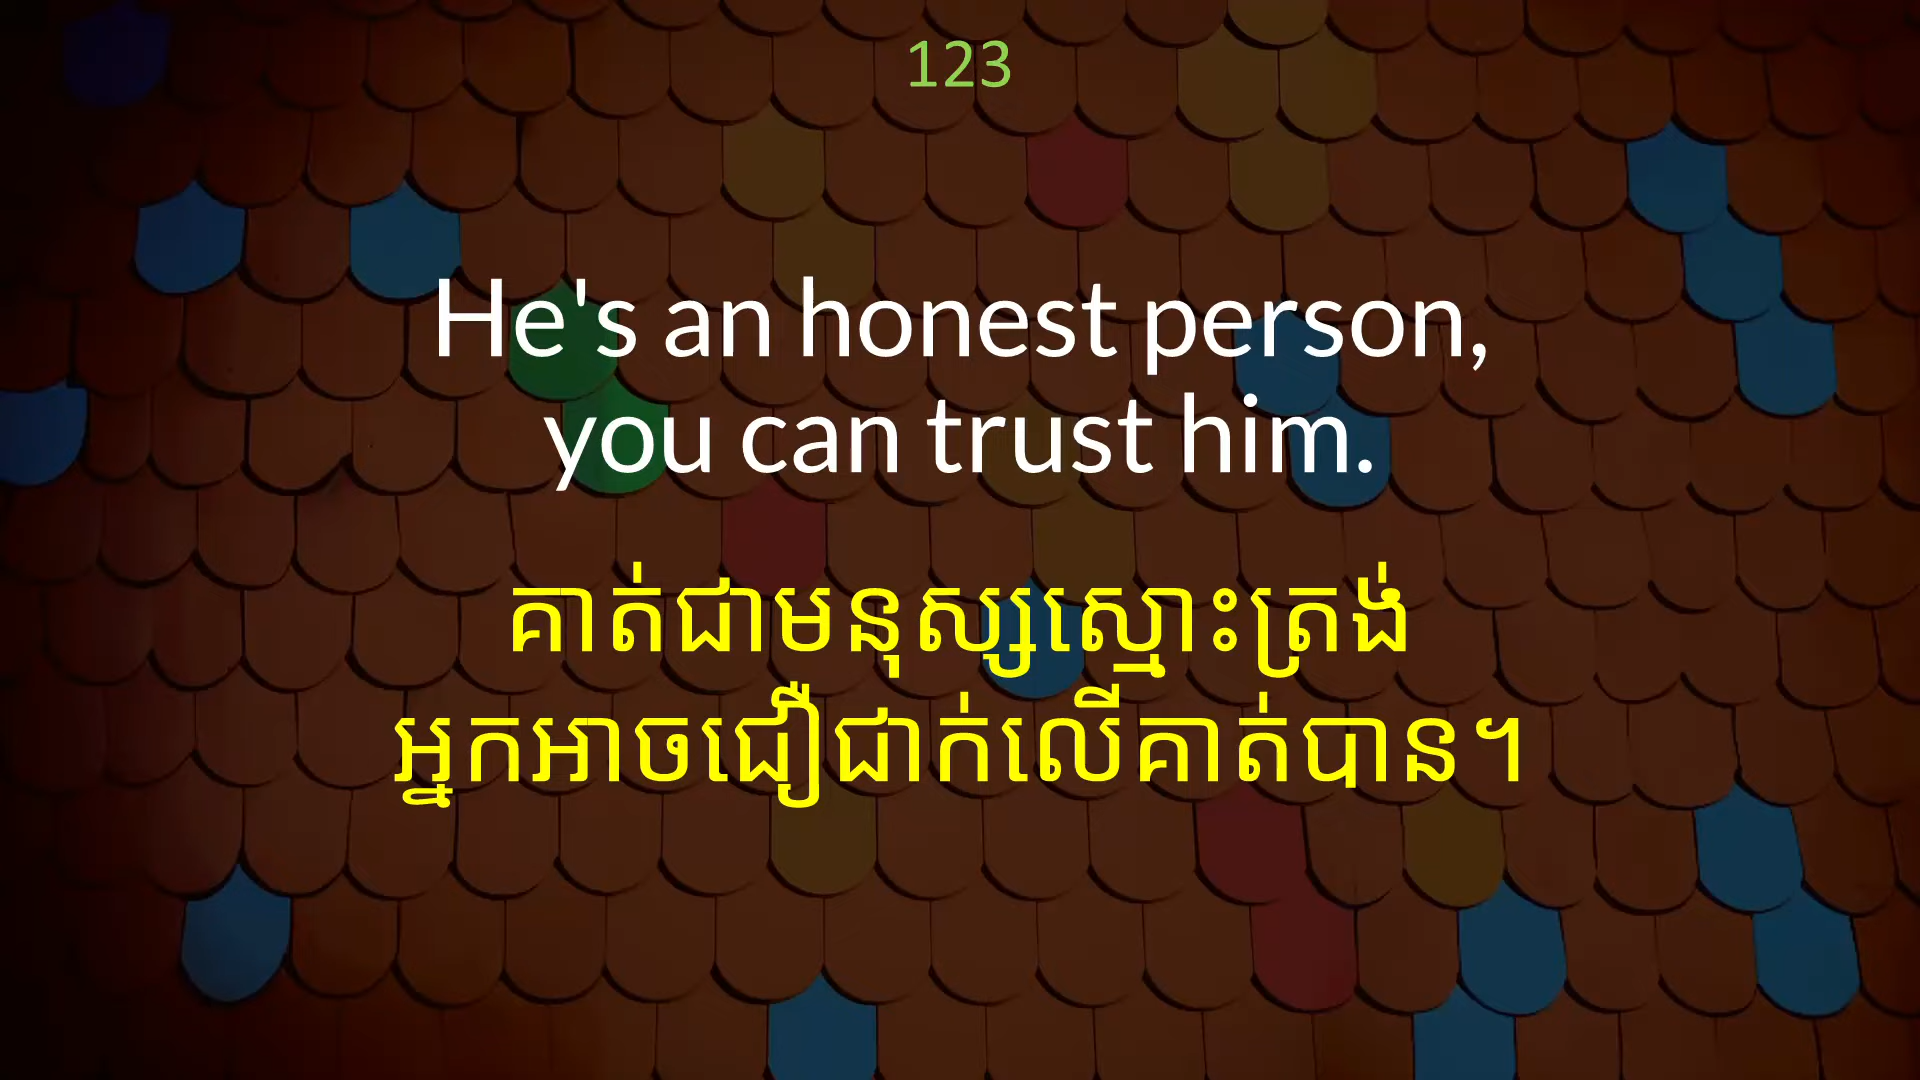 123
He's an honest person,
you can trust him.
គាត់ជាមនុស្សស្មោះត្រង់
អ្នកអាចជឿជាក់លើគាត់បាន។